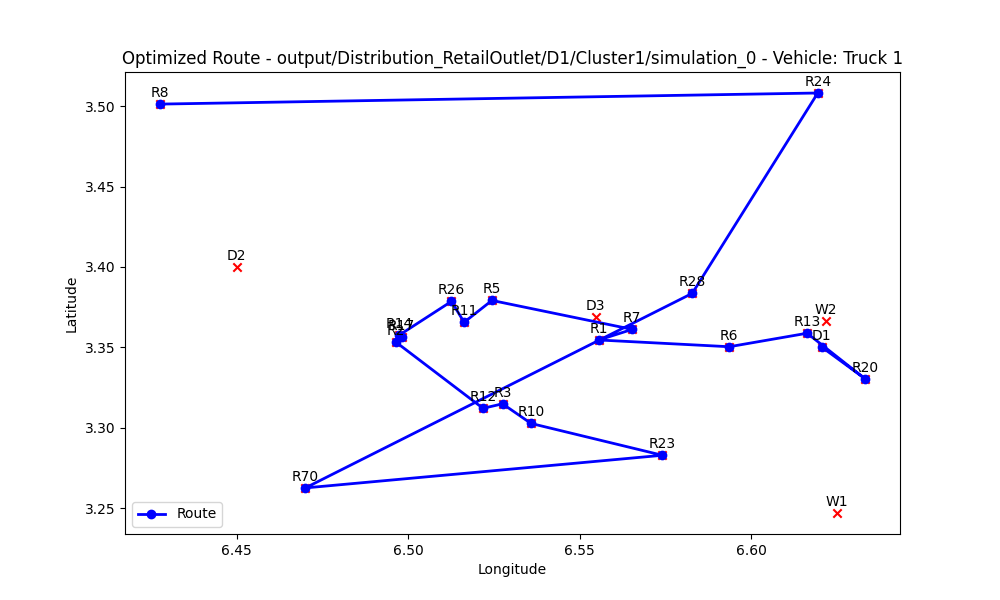 Optimized Route - output/Distribution_RetailOutlet/D1/Cluster1/simulation_0 - Vehicle: Truck 1
R8
R24
3.50
3.45
D2
3.40
R28
R5
R26
D3
W2
R11
R7
R13
R14
R1
R6
D1
3.35
R20
Latitude
R3
R12
R10
3.30
R23
R70
3.25
W1
Route
6.45
6.50
6.55
6.60
Longitude